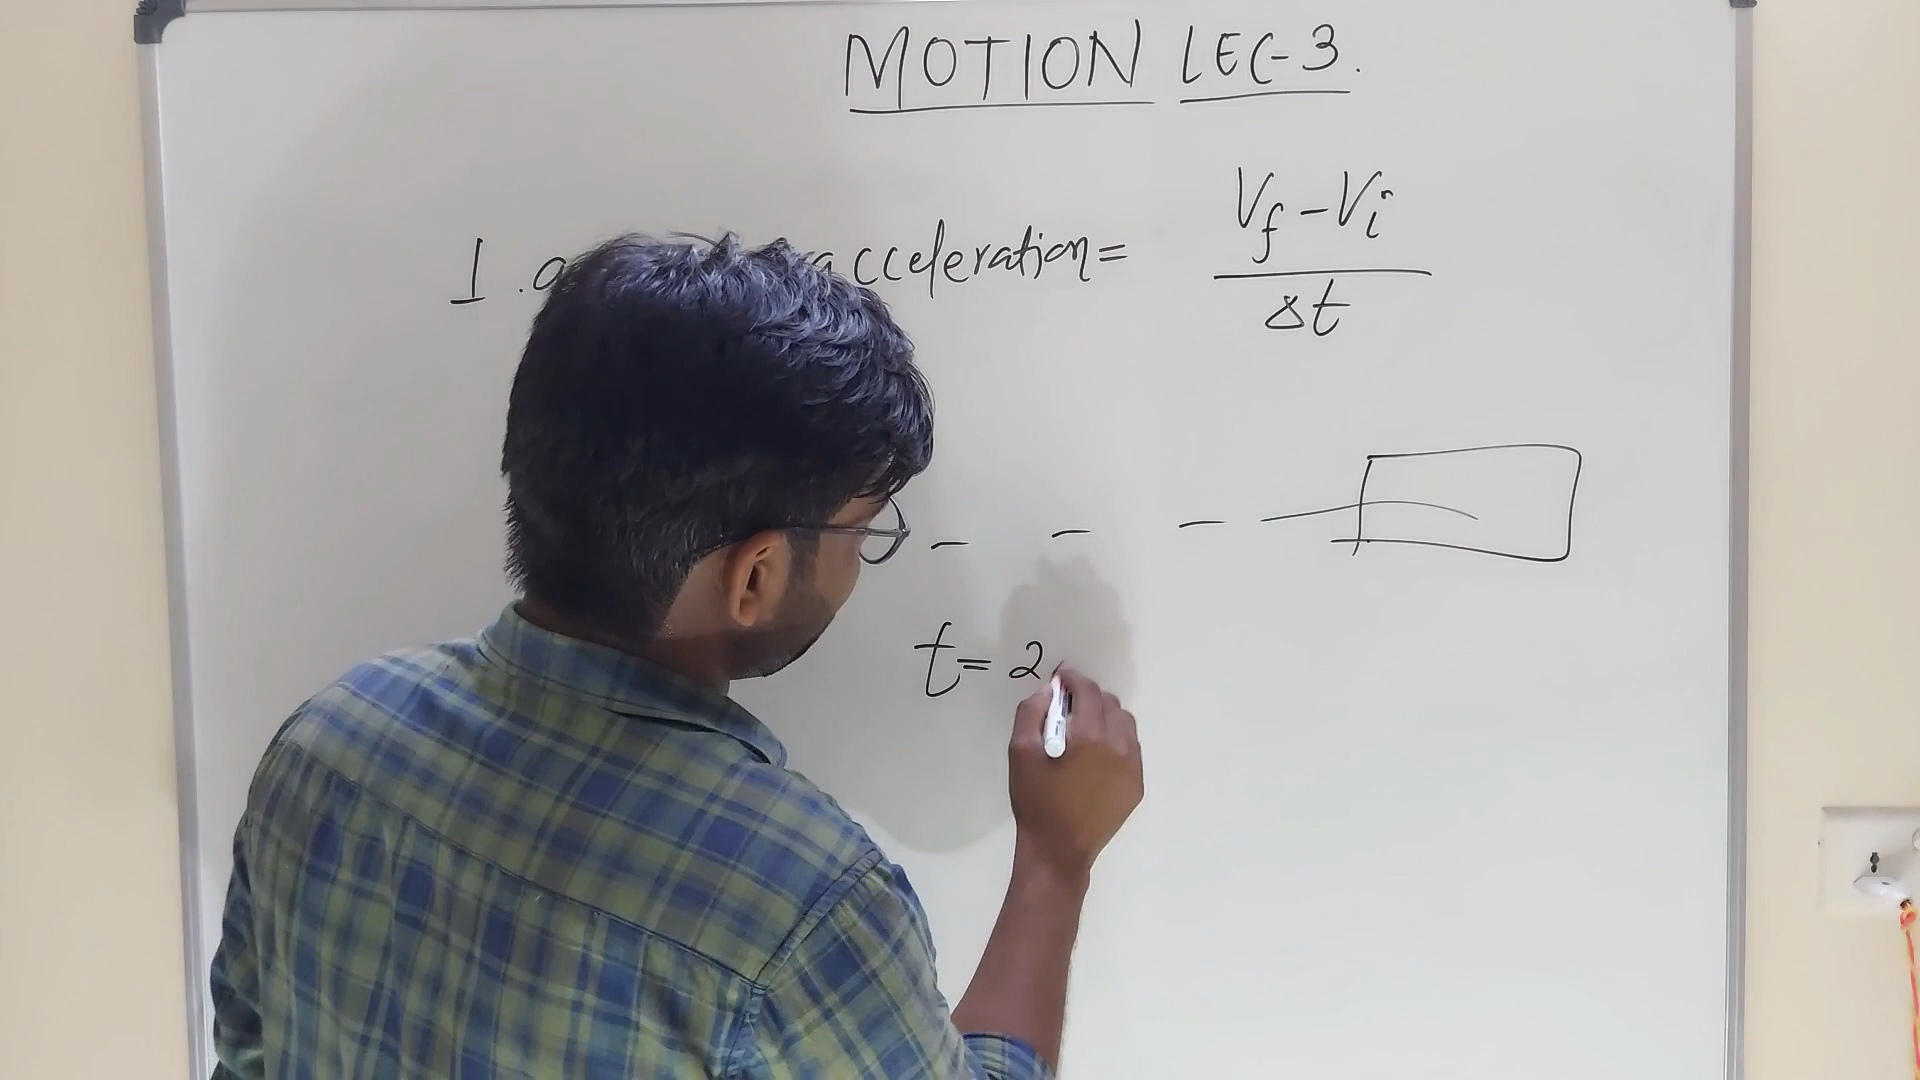 MOTION LEC-3.
1. acceleration = Vf - Vi
Δt
t = 2